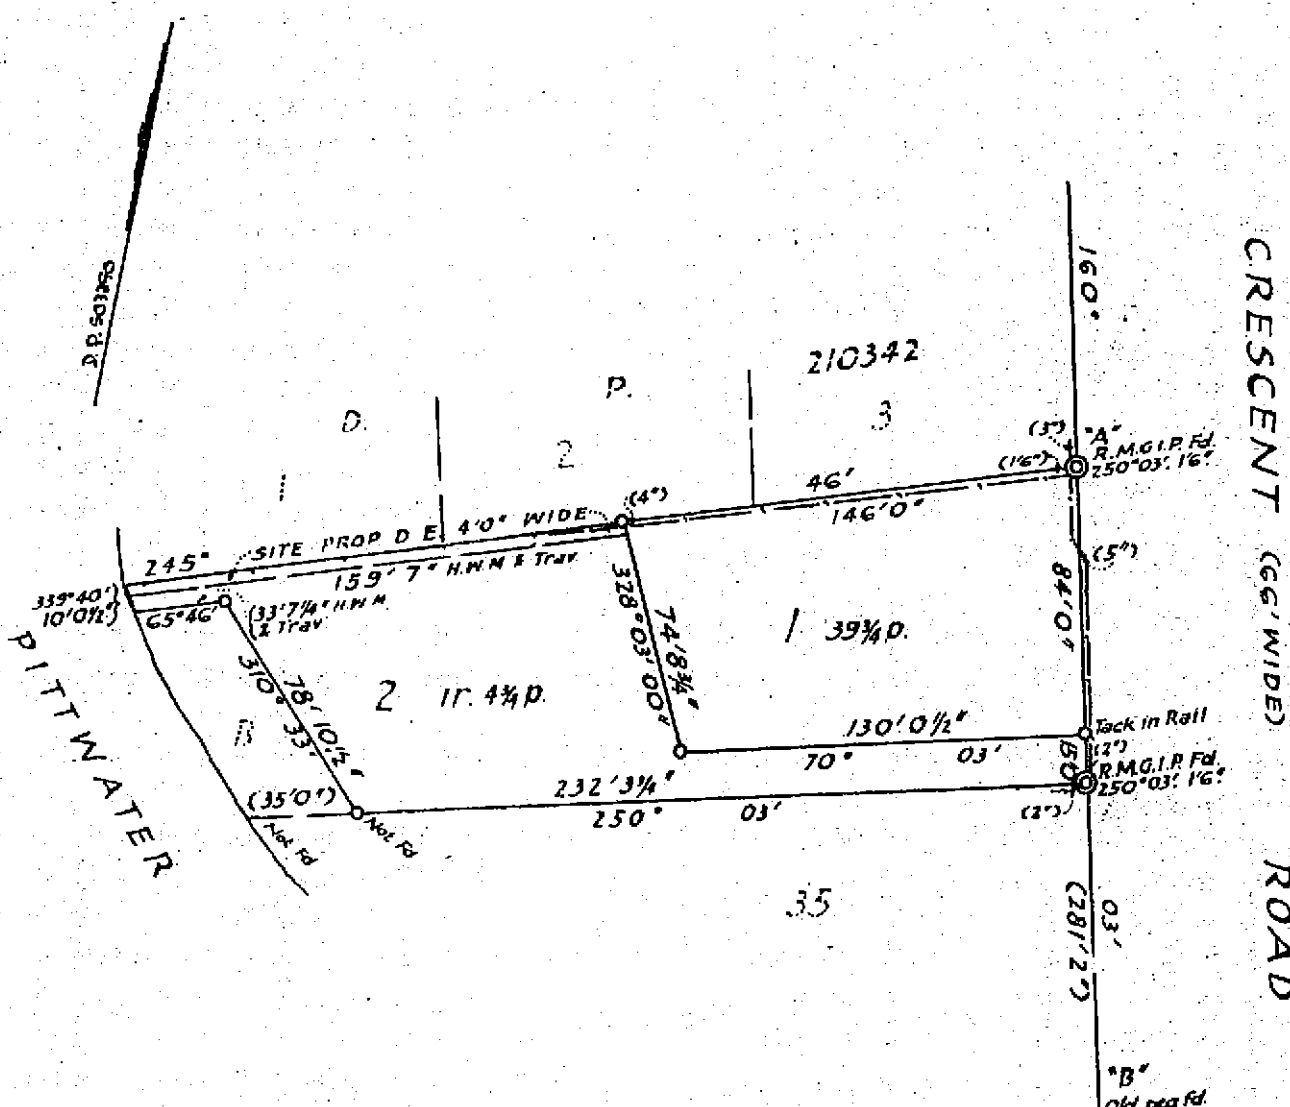 D.P. 503293
CRESCENT (66' WIDE) ROAD
160°
210342
D.
P.
1
2
3
(3")
"A"
R.M.G.I.P. Fd.
250°03'. 1'6"
(1'6")
46'
146'0"
(4")
SITE PROP D E 4'0" WIDE
245°
159' 7" H.W.M & Trav
339°40'
10'0½"
65°46'
(33'7¼" H.W.M
& Trav
(5")
84'0"
328°03'00"
74'8¾"
1 39¾p.
310° 33'
78' 10½"
2 1r. 4¾p.
B
PITTWATER
130'0½"
70° 03'
Tack in Rail
(2")
R.M.G.I.P. Fd.
250°03'. 1'6"
(2")
232'3¼"
250° 03'
(35'0")
Not Fd
Not Fd
35
03'
(281'2")
"B"
Old peg fd.